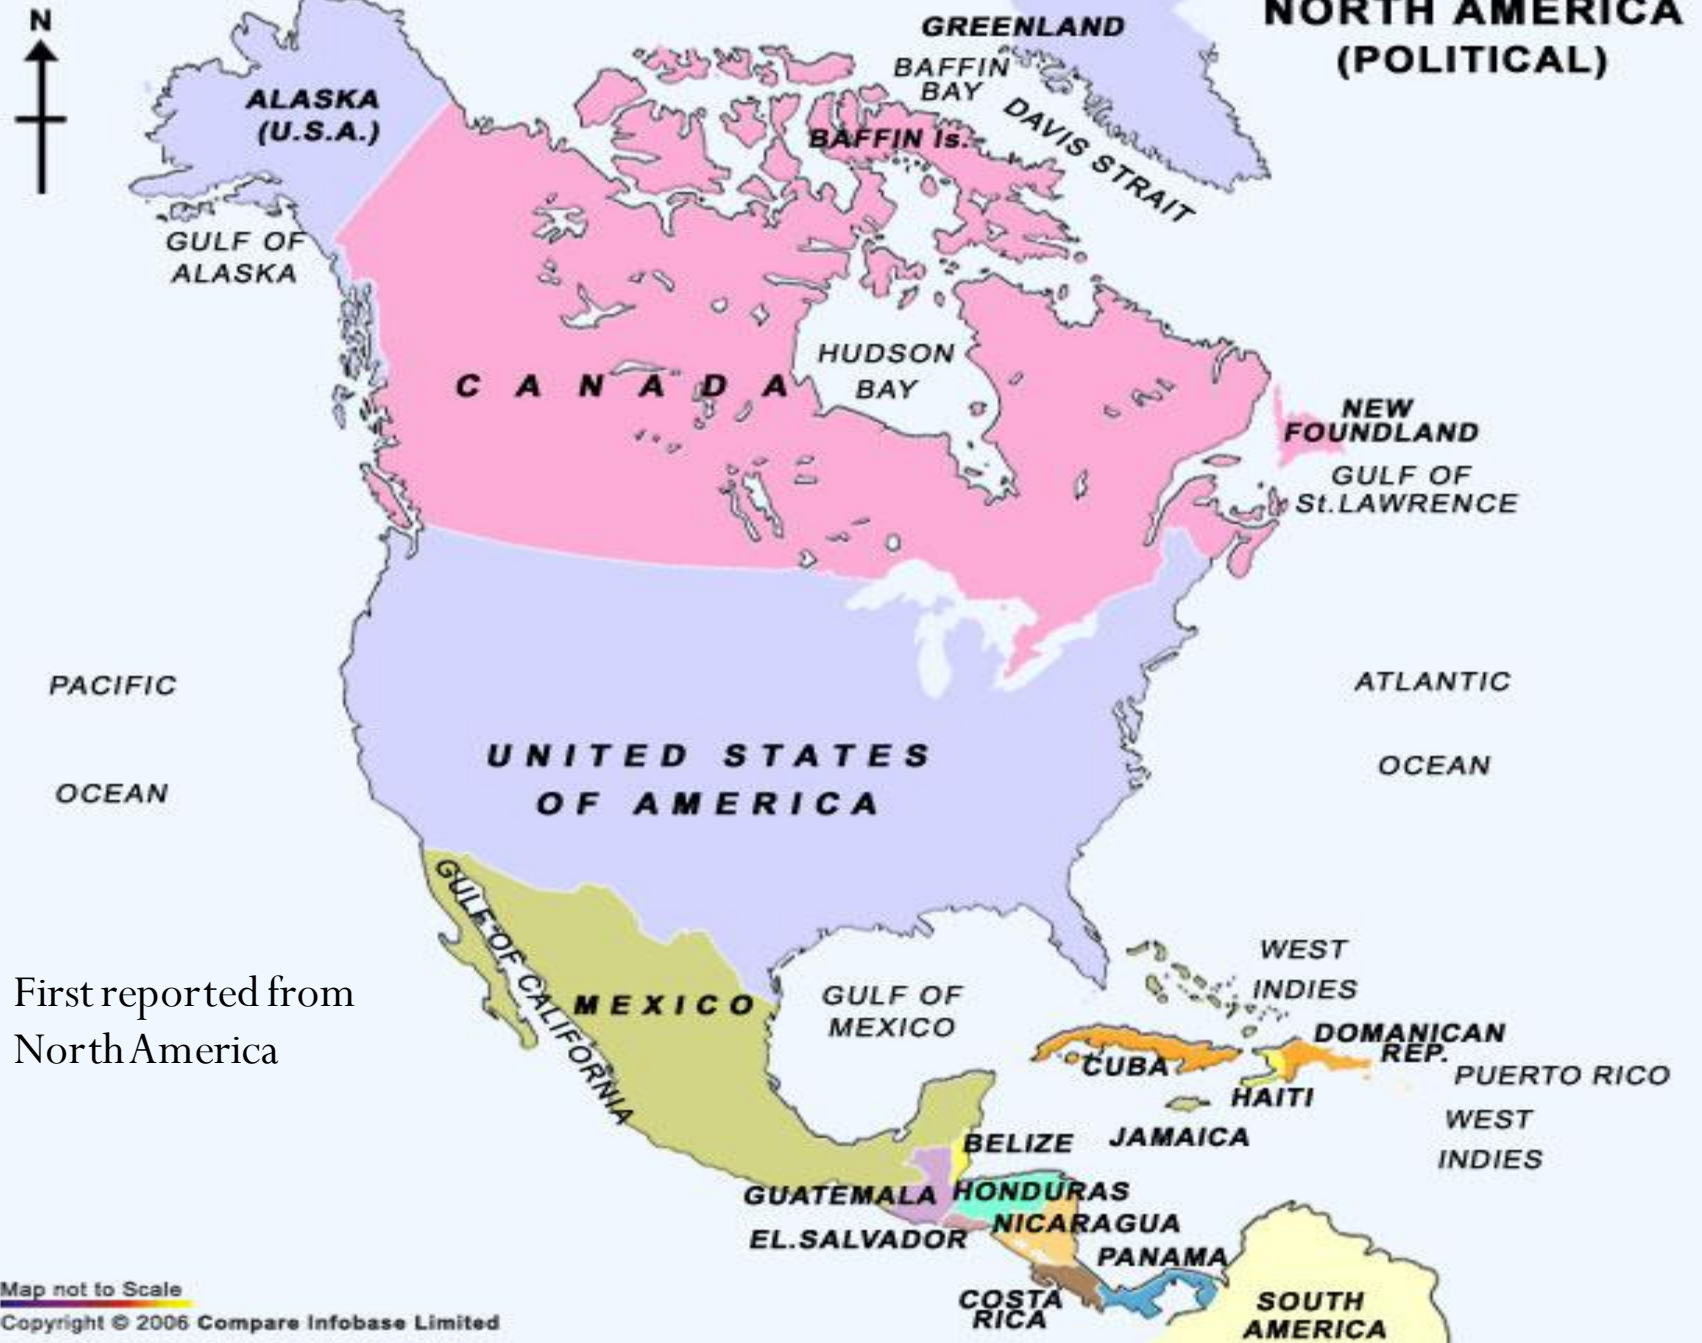 N
NORTH AMERICA
(POLITICAL)
GREENLAND
BAFFIN
BAY
DAVIS STRAIT
ALASKA
(U.S.A.)
BAFFIN Is.
GULF OF
ALASKA
HUDSON
BAY
CANADA
NEW
FOUNDLAND
GULF OF
St.LAWRENCE
PACIFIC
OCEAN
ATLANTIC
OCEAN
UNITED STATES
OF AMERICA
GULF OF CALIFORNIA
MEXICO
GULF OF
MEXICO
WEST
INDIES
First reported from
North America
CUBA
DOMANICAN
REP.
PUERTO RICO
HAITI
JAMAICA
WEST
INDIES
BELIZE
GUATEMALA
HONDURAS
EL.SALVADOR
NICARAGUA
PANAMA
COSTA
RICA
SOUTH
AMERICA
Map not to Scale
Copyright © 2006 Compare Infobase Limited